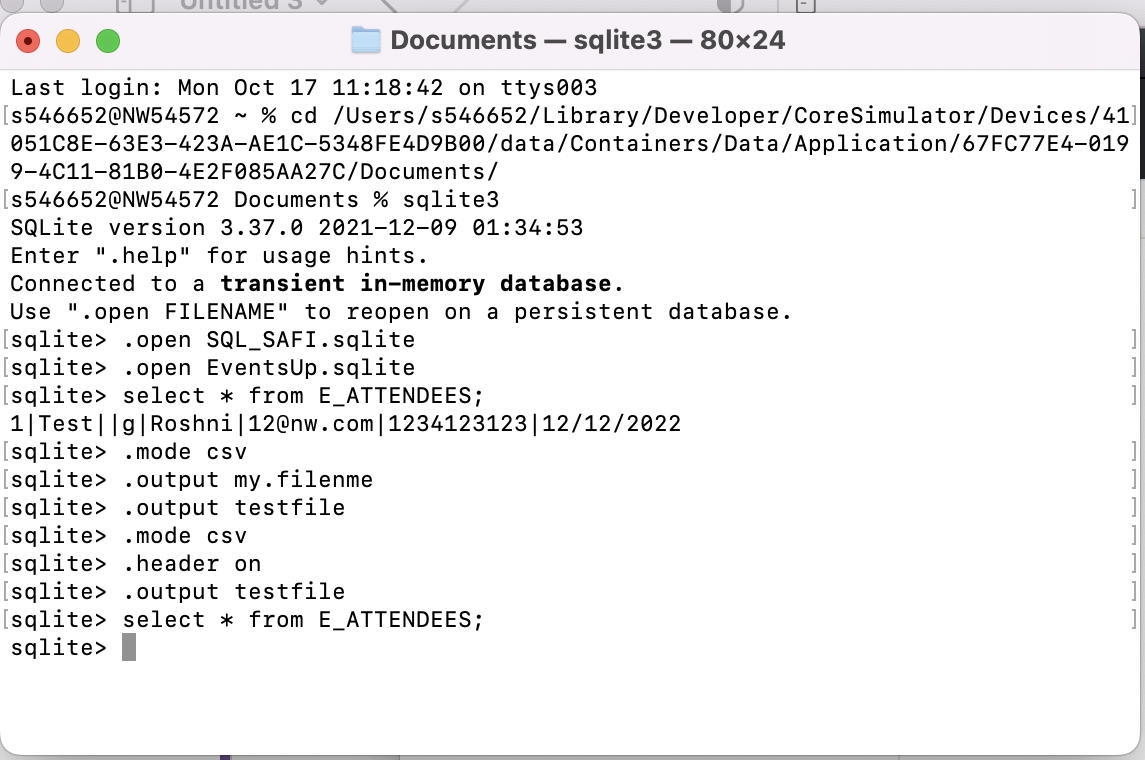 Untitled 3
Documents — sqlite3 — 80×24
Last login: Mon Oct 17 11:18:42 on ttys003
[s546652@NW54572 ~ % cd /Users/s546652/Library/Developer/CoreSimulator/Devices/41]
051C8E-63E3-423A-AE1C-5348FE4D9B00/data/Containers/Data/Application/67FC77E4-019
9-4C11-81B0-4E2F085AA27C/Documents/
[s546652@NW54572 Documents % sqlite3 ]
SQLite version 3.37.0 2021-12-09 01:34:53
Enter ".help" for usage hints.
Connected to a transient in-memory database.
Use ".open FILENAME" to reopen on a persistent database.
[sqlite> .open SQL_SAFI.sqlite ]
[sqlite> .open EventsUp.sqlite ]
[sqlite> select * from E_ATTENDEES; ]
1|Test||g|Roshni|12@nw.com|1234123123|12/12/2022
[sqlite> .mode csv ]
[sqlite> .output my.filenme ]
[sqlite> .output testfile ]
[sqlite> .mode csv ]
[sqlite> .header on ]
[sqlite> .output testfile ]
[sqlite> select * from E_ATTENDEES; ]
sqlite>